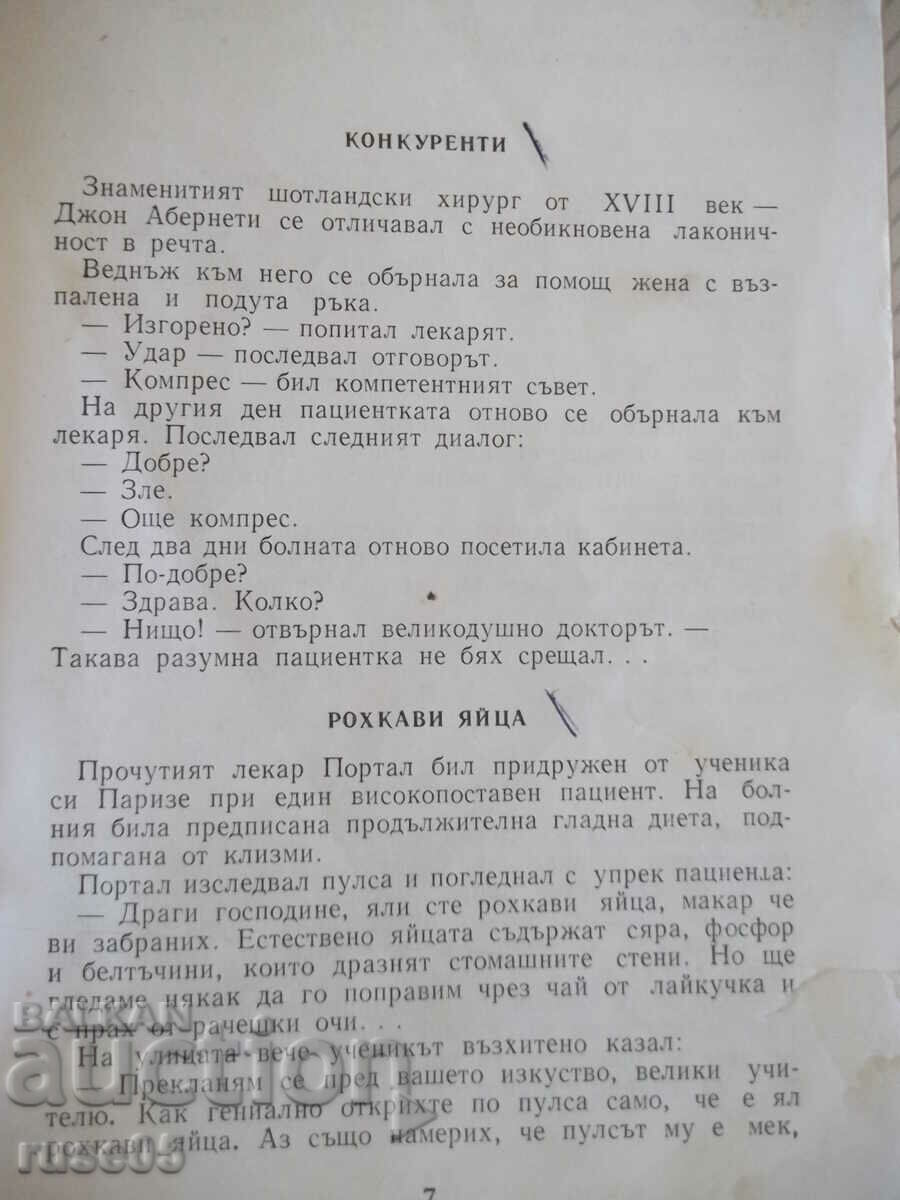 КОНКУРЕНТИ
Знаменитият шотландски хирург от XVIII век —
Джон Абернети се отличавал с необикновена лаконич-
ност в речта.
Веднъж към него се обърнала за помощ жена с въз-
палена и подута ръка.
— Изгорено? — попитал лекарят.
— Удар — последвал отговорът.
— Компрес — бил компетентният съвет.
На другия ден пациентката отново се обърнала към
лекаря. Последвал следният диалог:
— Добре?
— Зле.
— Още компрес.
След два дни болната отново посетила кабинета.
— По-добре?
— Здрава. Колко?
— Нищо! — отвърнал великодушно докторът. —
Такава разумна пациентка не бях срещал. . .
РОХКАВИ ЯЙЦА
Прочутият лекар Портал бил придружен от ученика
си Паризе при един високопоставен пациент. На бол-
ния била предписана продължителна гладна диета, под-
помагана от клизми.
Портал изследвал пулса и погледнал с упрек пациента:
— Драги господине, яли сте рохкави яйца, макар че
ви забраних. Естествено яйцата съдържат сяра, фосфор
и белтъчини, които дразнят стомашните стени. Но ще
гледаме някак да го поправим чрез чай от лайкучка и
с прах от рачешки очи. . .
На улицата вече ученикът възхитено казал:
Прекланям се пред вашето изкуство, велики учи-
телю. Как гениално открихте по пулса само, че е ял
рохкави яйца. Аз също намерих, че пулсът му е мек,
7
BALKAN
auction
ruse05